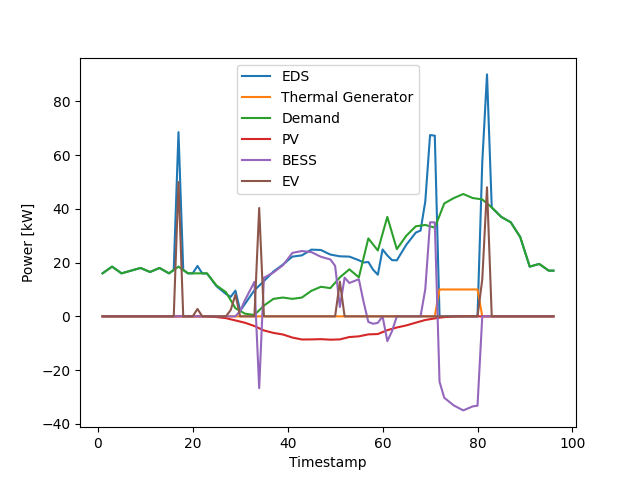 EDS
Thermal Generator
Demand
PV
BESS
EV
80
60
40
20
0
−20
−40
Power [kW]
0 20 40 60 80 100
Timestamp